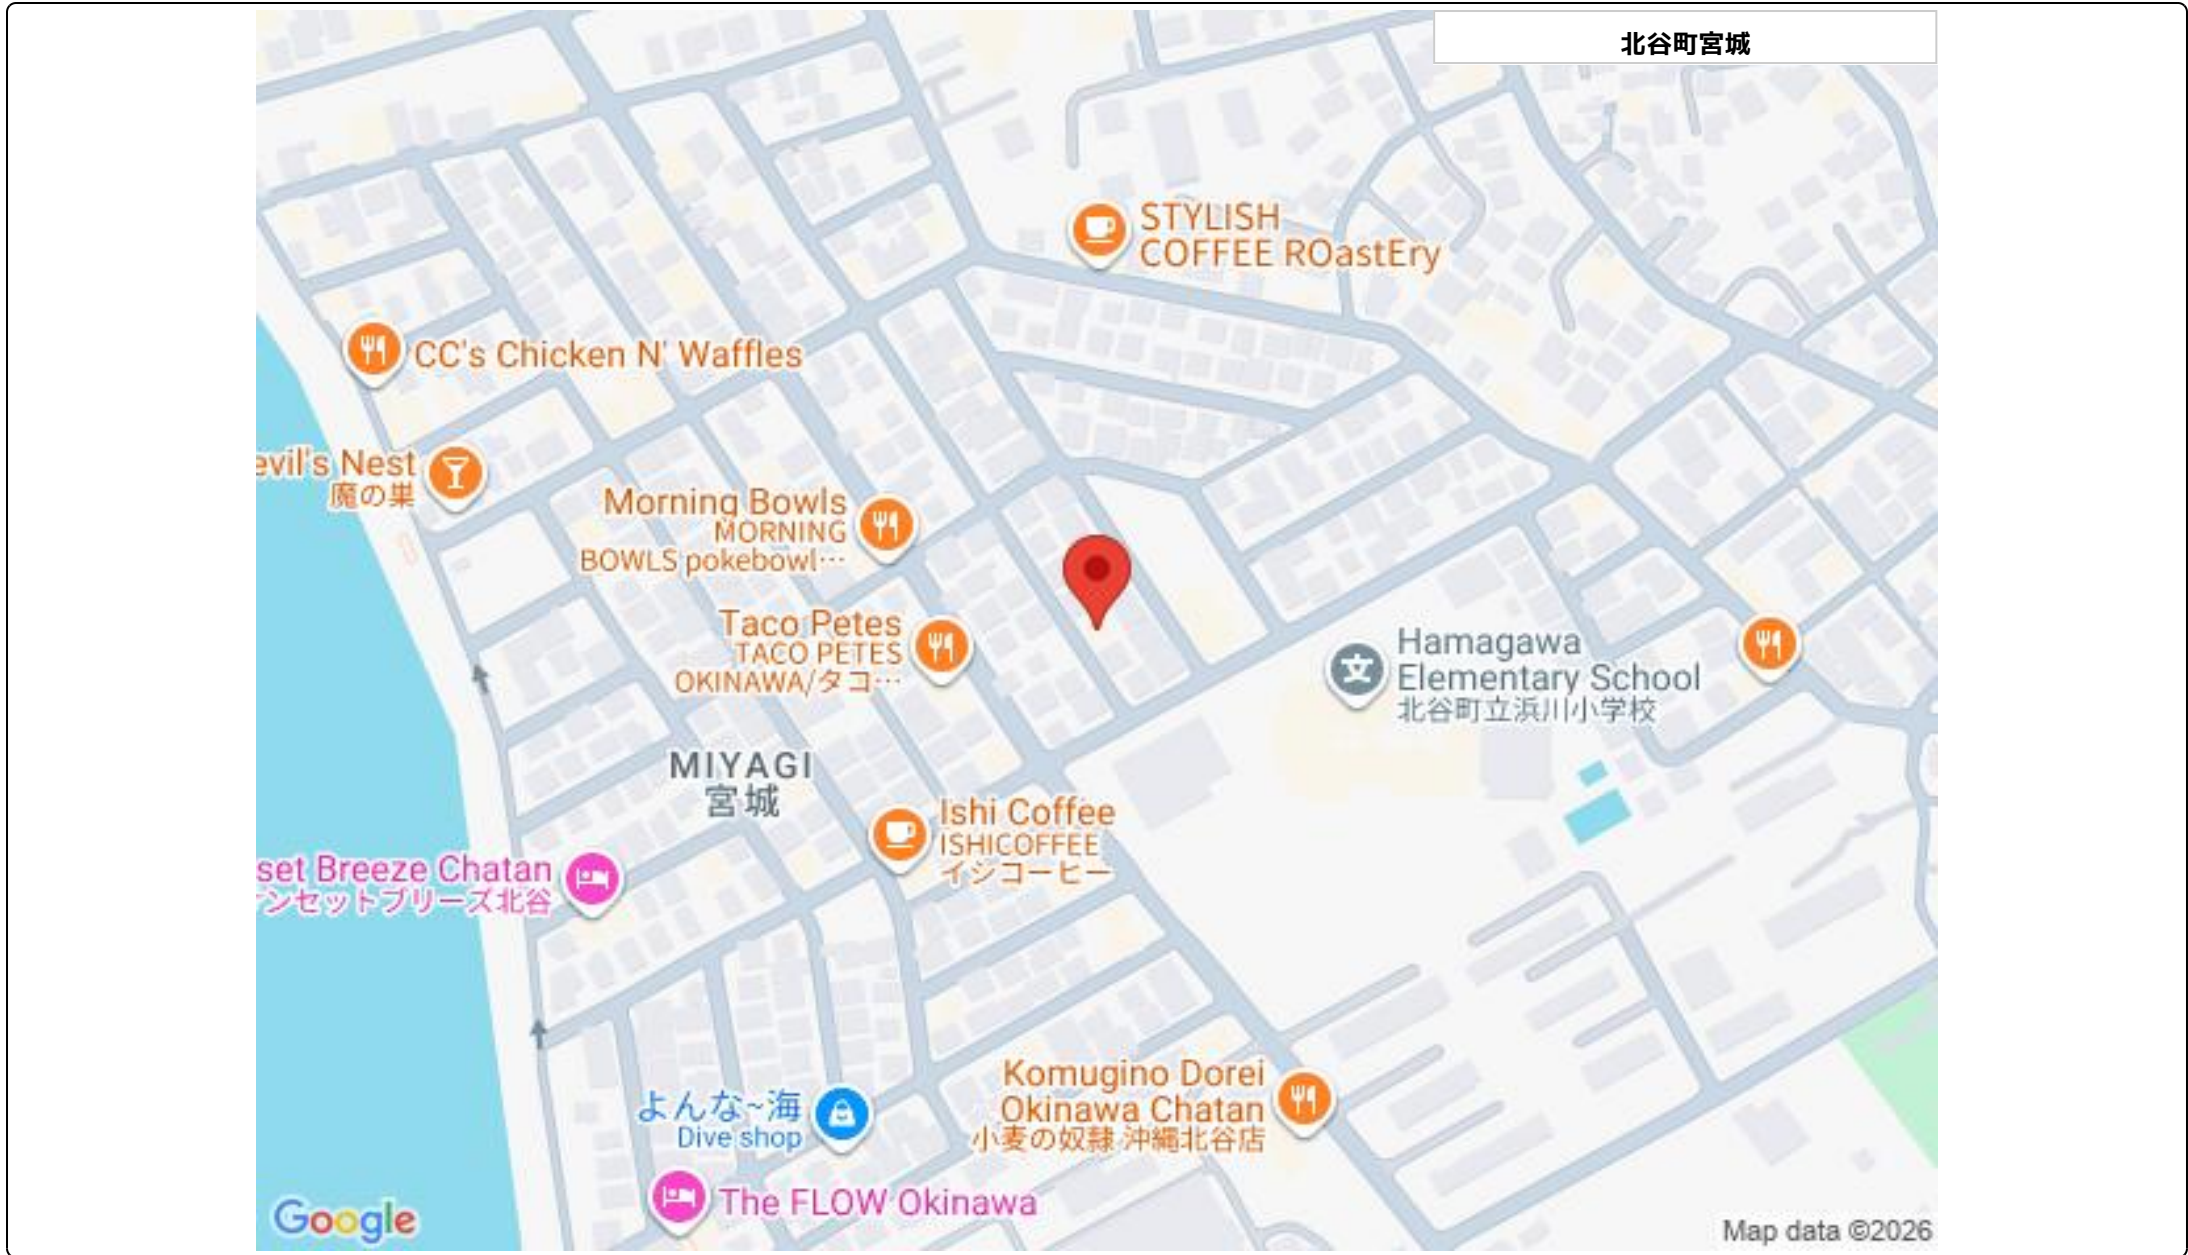 北谷町宮城
STYLISH
COFFEE ROastEry
CC's Chicken N' Waffles
evil's Nest
魔の巣
Morning Bowls
MORNING
BOWLS pokebowl…
Taco Petes
TACO PETES
OKINAWA/タコ…
Hamagawa
Elementary School
北谷町立浜川小学校
文
MIYAGI
宮城
Ishi Coffee
ISHICOFFEE
イシコーヒー
set Breeze Chatan
ンセットブリーズ北谷
Komugino Dorei
Okinawa Chatan
小麦の奴隷 沖縄北谷店
よんな~海
Dive shop
The FLOW Okinawa
Google
Map data ©2026